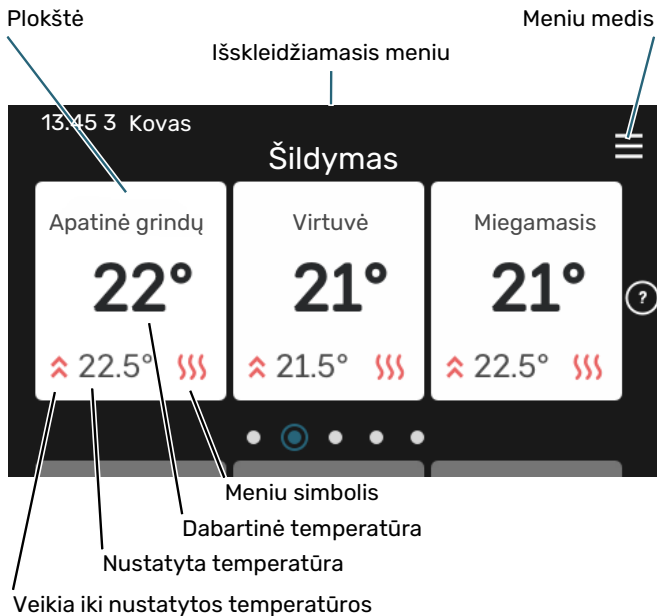 Plokštė
Meniu medis
Išskleidžiamasis meniu
13.45 3 Kovas
Šildymas
Apatinė grindų
Virtuvė
Miegamasis
22°
21°
21°
?
22.5°
21.5°
22.5°
Meniu simbolis
Dabartinė temperatūra
Nustatyta temperatūra
Veikia iki nustatytos temperatūros